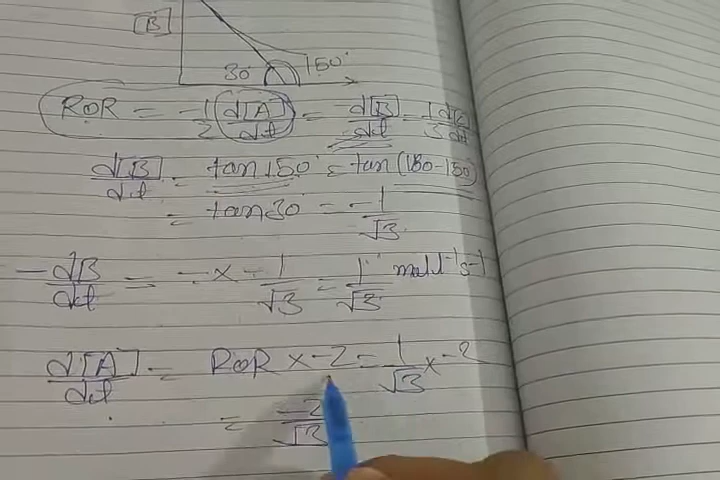 [B]
30° 150°
ROR = -1/2 d[A]/dt = d[B]/dt = 1/3 d[C]/dt
d[B]/dt = tan 150° = tan (180-150)
= tan 30° = -1/√3
-dB/dt = - x -1/√3 = 1/√3 mol l⁻¹ s⁻¹
d[A]/dt = ROR x -2 = 1/√3 x -2
= -2/√3